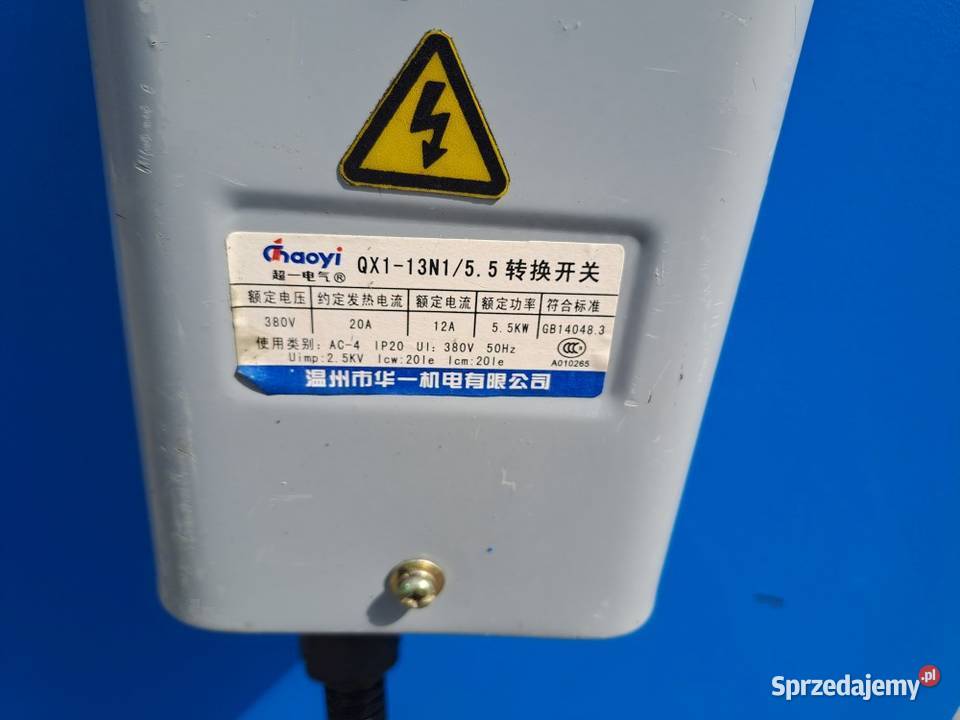 Chaoyi
超一电气® QX1-13N1/5.5 转换开关
额定电压 约定发热电流 额定电流 额定功率 符合标准
380V 20A 12A 5.5KW GB14048.3
使用类别: AC-4 IP20 UI: 380V 50Hz CCC
Uimp:2.5KV Icw:20Ie Icm:20Ie A010265
温州市华一机电有限公司
Sprzedajemy.pl